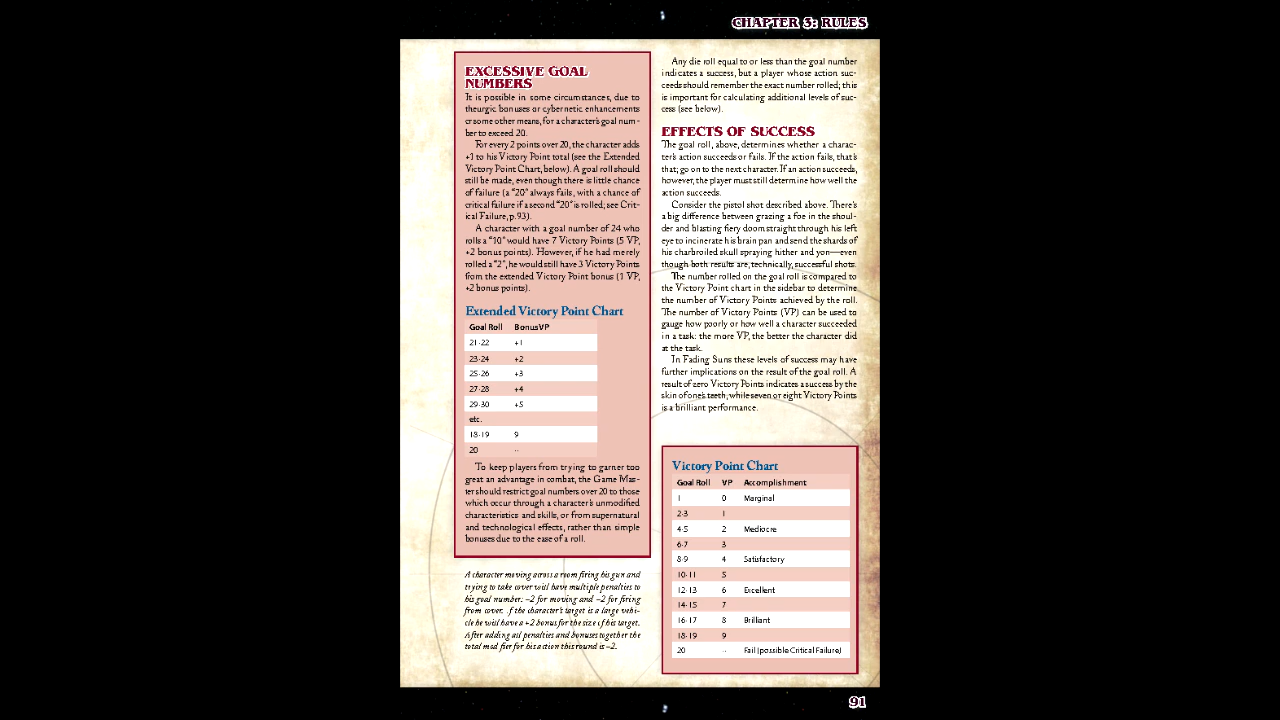 CHAPTER 3: RULES
EXCESSIVE GOAL
NUMBERS
It is possible in some circumstances, due to
theurgic bonuses or cybernetic enhancements
or some other means, for a character's goal num-
ber to exceed 20.
For every 2 points over 20, the character adds
+1 to his Victory Point total (see the Extended
Victory Point Chart, below). A goal roll should
still be made, even though there is little chance
of failure (a "20" always fails, with a chance of
critical failure if a second "20" is rolled; see Crit-
ical Failure, p.93).
A character with a goal number of 24 who
rolls a "10" would have 7 Victory Points (5 VP,
+2 bonus points). However, if he had merely
rolled a "2", he would still have 3 Victory Points
from the extended Victory Point bonus (1 VP,
+2 bonus points).
Extended Victory Point Chart
Goal Roll BonusVP
21-22 +1
23-24 +2
25-26 +3
27-28 +4
29-30 +5
etc.
18-19 9
20 --
To keep players from trying to garner too
great an advantage in combat, the Game Mas-
ter should restrict goal numbers over 20 to those
which occur through a character's unmodified
characteristics and skills, or from supernatural
and technological effects, rather than simple
bonuses due to the ease of a roll.
A character moving across a room firing his gun and
trying to take cover will have multiple penalties to
his goal number: –2 for moving and –2 for firing
from cover. If the character's target is a large vehi-
cle he will have a +2 bonus for the size of his target.
After adding all penalties and bonuses together the
total modifier for his action this round is –2.
Any die roll equal to or less than the goal number
indicates a success, but a player whose action suc-
ceeds should remember the exact number rolled; this
is important for calculating additional levels of suc-
cess (see below).
EFFECTS OF SUCCESS
The goal roll, above, determines whether a charac-
ter's action succeeds or fails. If the action fails, that's
that; go on to the next character. If an action succeeds,
however, the player must still determine how well the
action succeeds.
Consider the pistol shot described above. There's
a big difference between grazing a foe in the shoul-
der and blasting fiery doom straight through his left
eye to incinerate his brain pan and send the shards of
his charbroiled skull spraying hither and yon—even
though both results are, technically, successful shots.
The number rolled on the goal roll is compared to
the Victory Point chart in the sidebar to determine
the number of Victory Points achieved by the roll.
The number of Victory Points (VP) can be used to
gauge how poorly or how well a character succeeded
in a task: the more VP, the better the character did
at the task.
In Fading Suns these levels of success may have
further implications on the result of the goal roll. A
result of zero Victory Points indicates a success by the
skin of one's teeth, while seven or eight Victory Points
is a brilliant performance.
Victory Point Chart
Goal Roll VP Accomplishment
1 0 Marginal
2-3 1
4-5 2 Mediocre
6-7 3
8-9 4 Satisfactory
10-11 5
12-13 6 Excellent
14-15 7
16-17 8 Brilliant
18-19 9
20 -- Fail (possible Critical Failure)
91